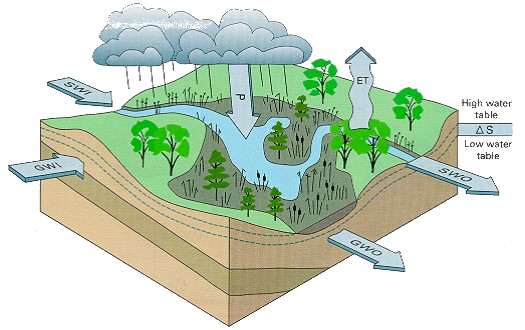 SWI
P
ET
High water
table
ΔS
Low water
table
GWI
SWO
GWO